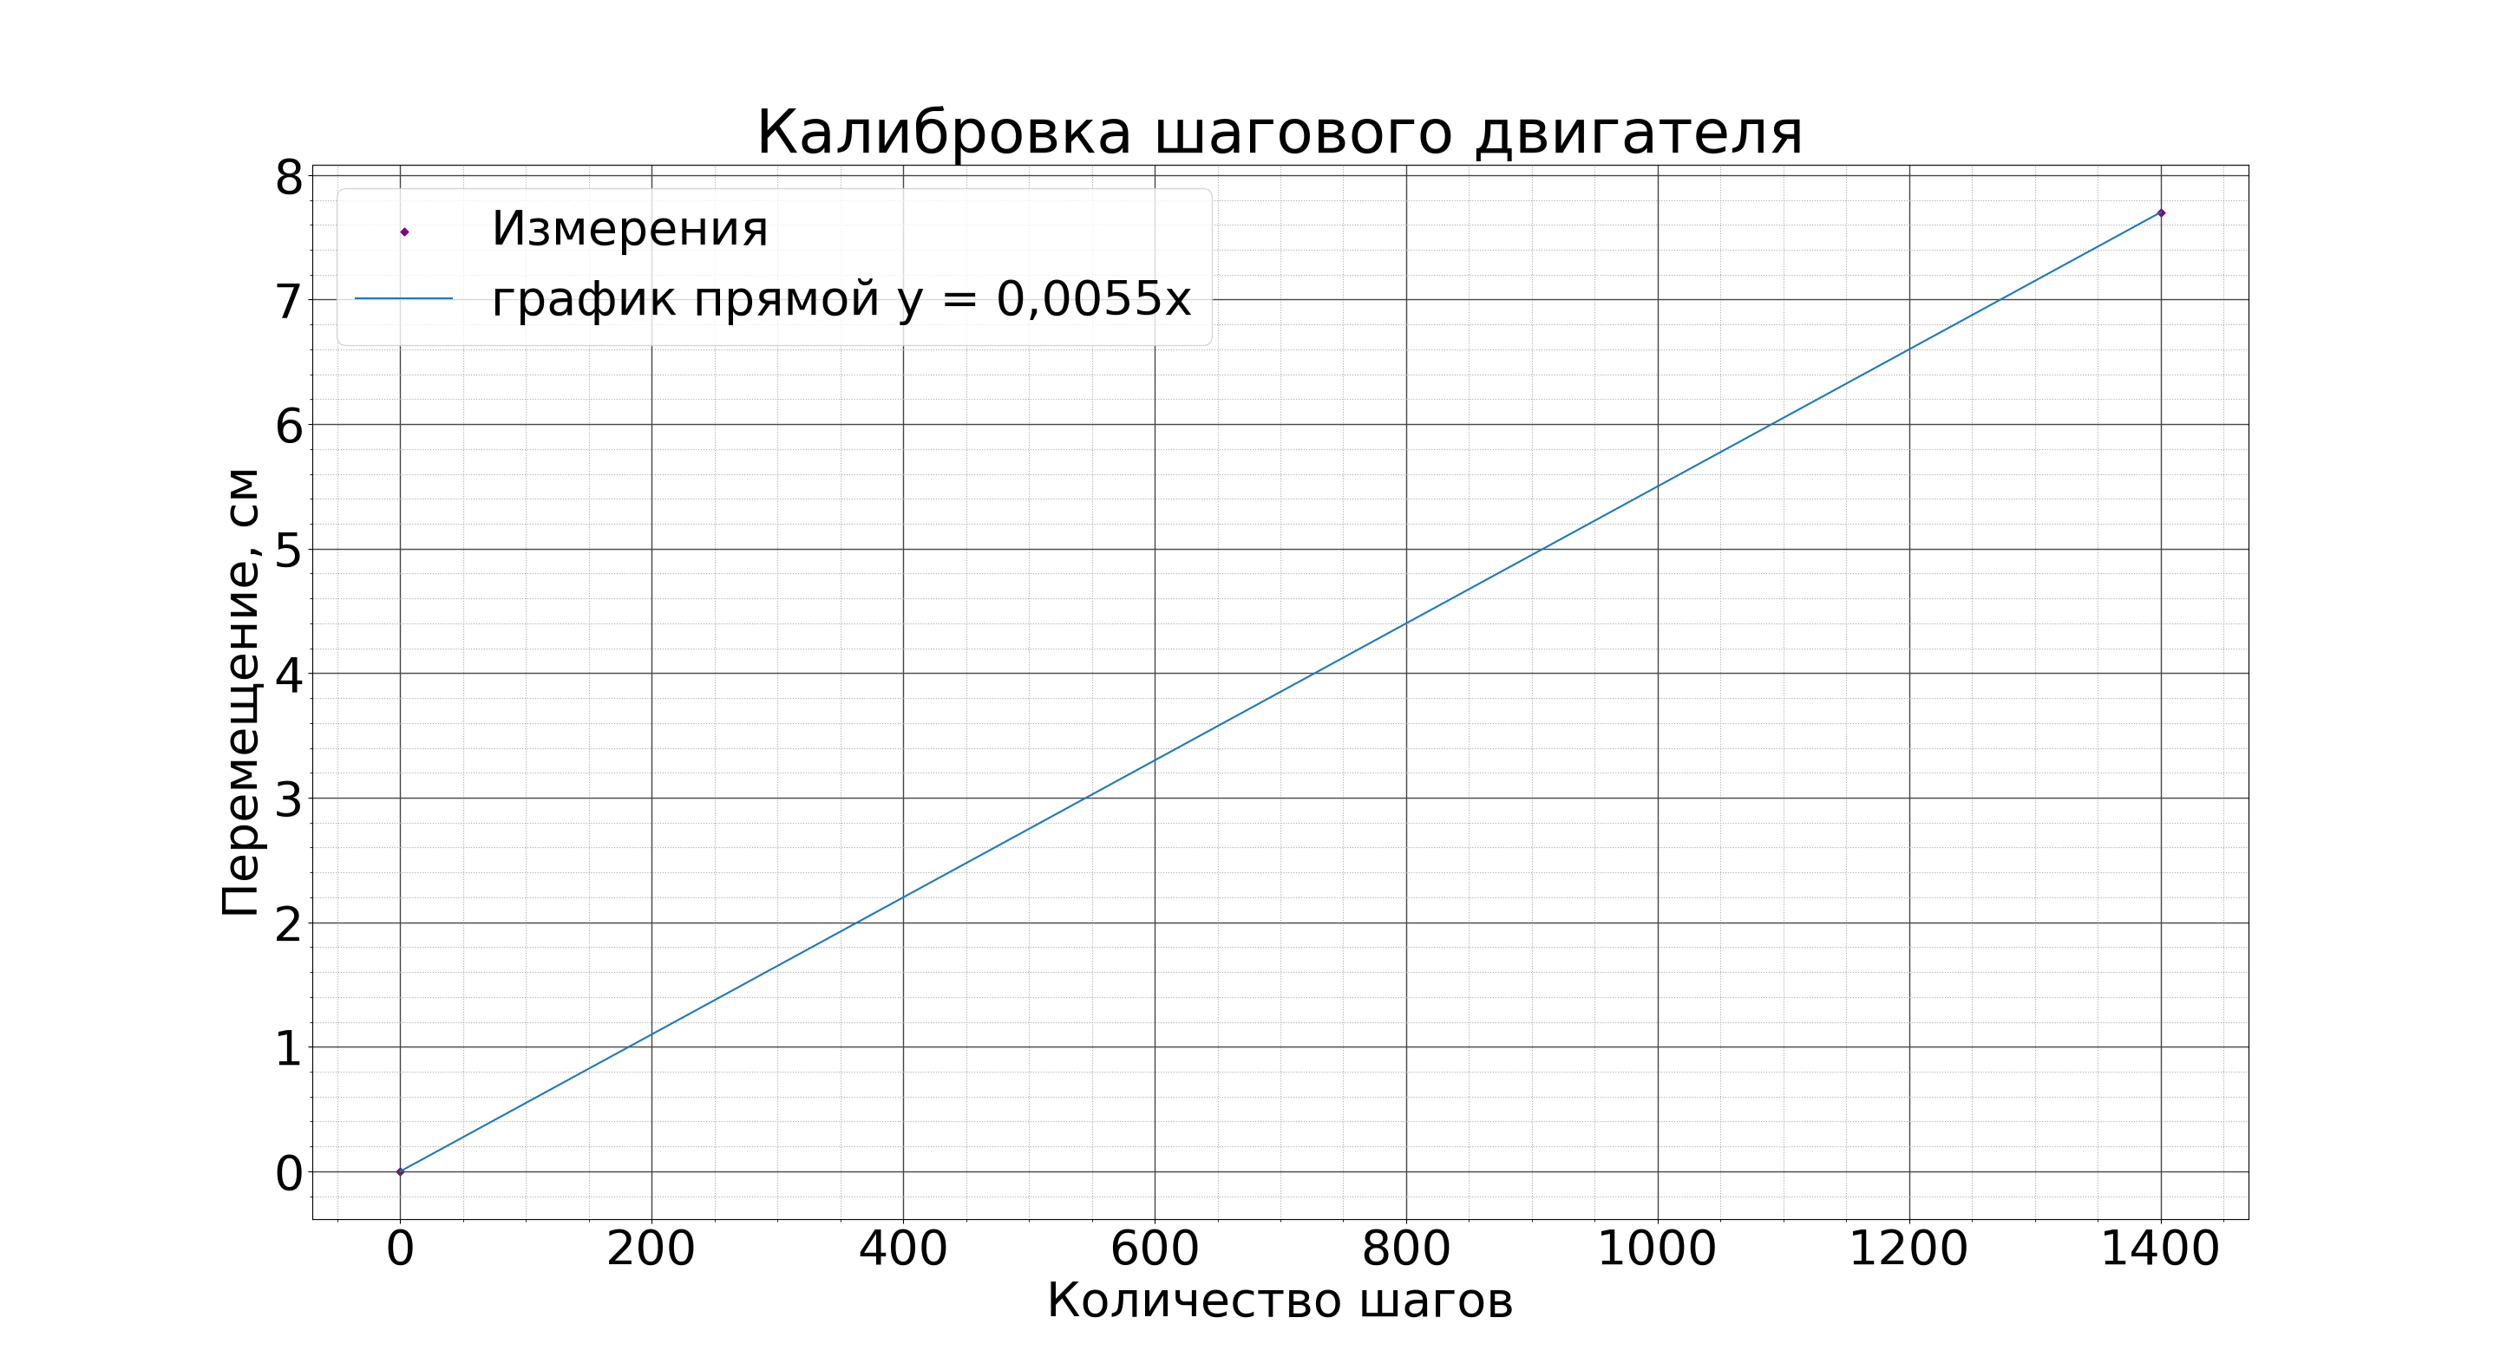 Калибровка шагового двигателя
Измерения
график прямой y = 0,0055x
8
7
6
5
4
3
2
1
0
Перемещение, см
0 200 400 600 800 1000 1200 1400
Количество шагов